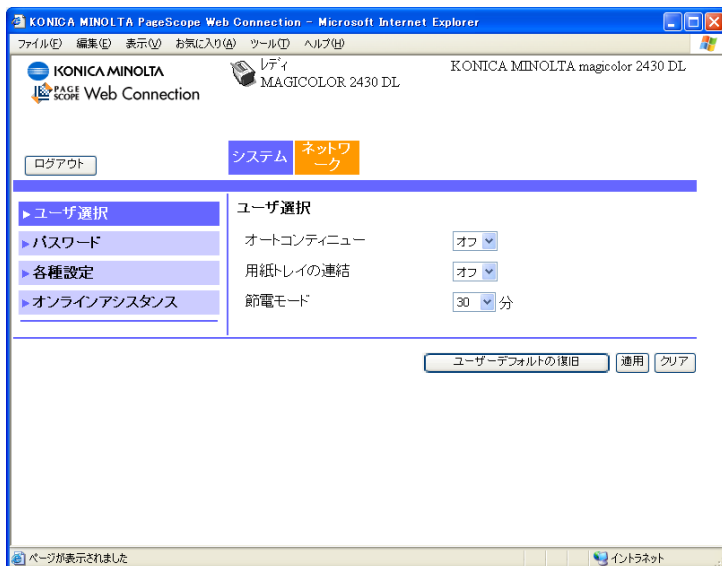 KONICA MINOLTA PageScope Web Connection - Microsoft Internet Explorer
ファイル(F) 編集(E) 表示(V) お気に入り(A) ツール(T) ヘルプ(H)
KONICA MINOLTA
PAGE SCOPE Web Connection
レディ
MAGICOLOR 2430 DL
KONICA MINOLTA magicolor 2430 DL
ログアウト
システム
ネットワ
ーク
ユーザ選択
パスワード
各種設定
オンラインアシスタンス
ユーザ選択
オートコンティニュー オフ
用紙トレイの連結 オフ
節電モード 30 分
ユーザーデフォルトの復旧 適用 クリア
ページが表示されました イントラネット